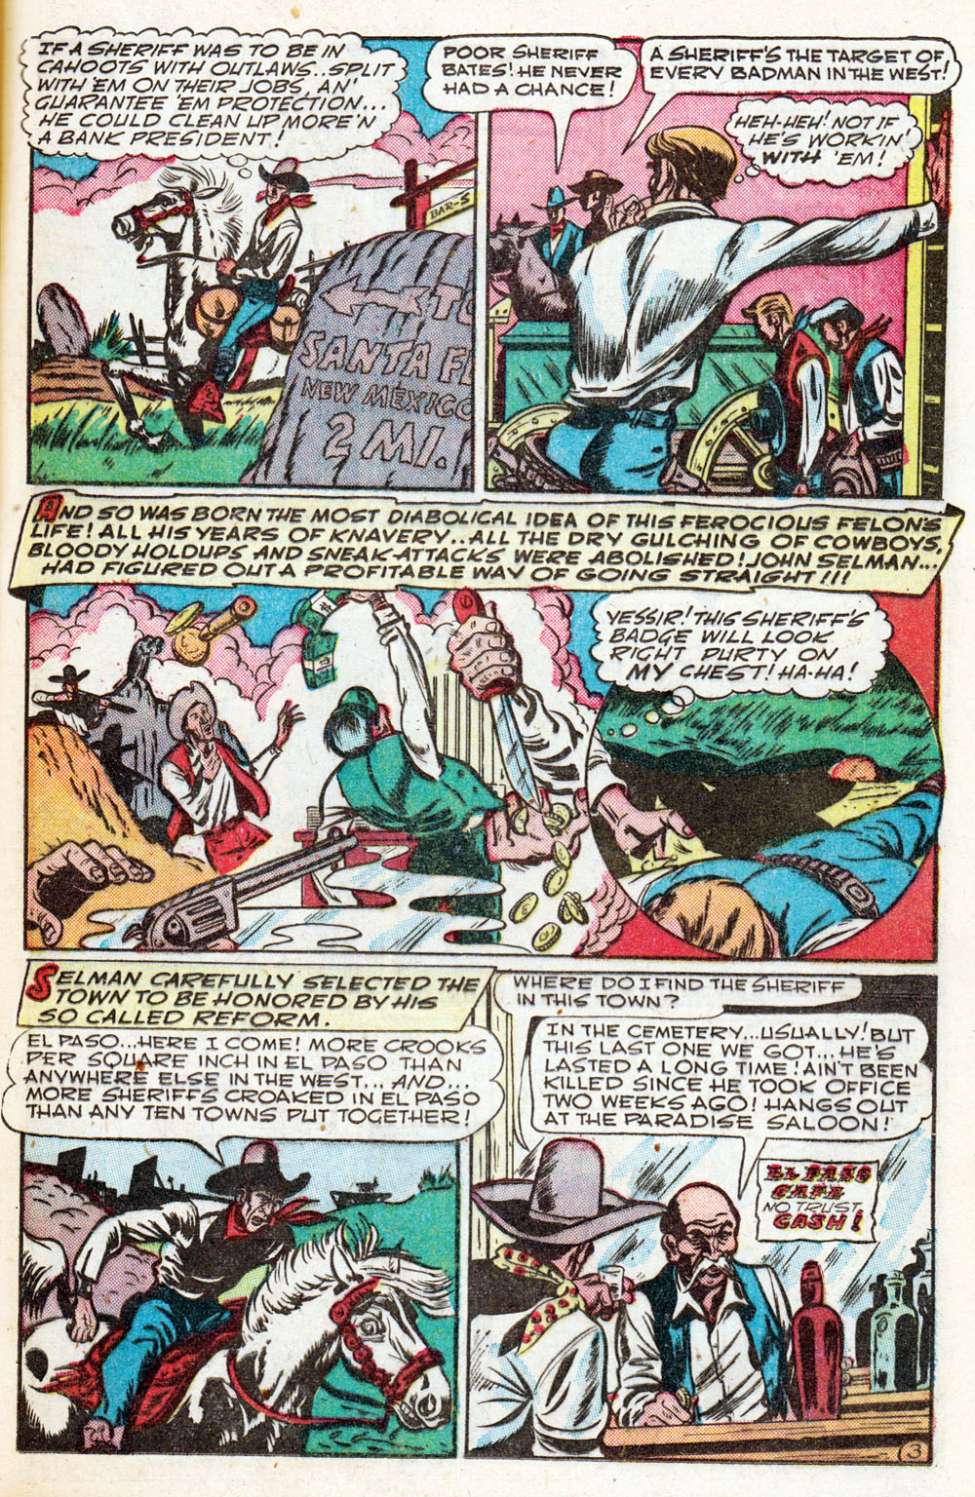 IF A SHERIFF WAS TO BE IN
CAHOOTS WITH OUTLAWS..SPLIT
WITH 'EM ON THEIR JOBS, AN'
GUARANTEE 'EM PROTECTION...
HE COULD CLEAN UP MORE'N
A BANK PRESIDENT!
BAR-S
TO
SANTA FE
NEW MEXICO
2 MI.
POOR SHERIFF
BATES! HE NEVER
HAD A CHANCE!
A SHERIFF'S THE TARGET OF
EVERY BADMAN IN THE WEST!
HEH-HEH! NOT IF
HE'S WORKIN'
WITH 'EM!
AND SO WAS BORN THE MOST DIABOLICAL IDEA OF THIS FEROCIOUS FELON'S
LIFE! ALL HIS YEARS OF KNAVERY..ALL THE DRY GULCHING OF COWBOYS,
BLOODY HOLDUPS AND SNEAK-ATTACKS WERE ABOLISHED! JOHN SELMAN...
HAD FIGURED OUT A PROFITABLE WAY OF GOING STRAIGHT!!!
YESSIR! THIS SHERIFF'S
BADGE WILL LOOK
RIGHT PURTY ON
MY CHEST! HA-HA!
SELMAN CAREFULLY SELECTED THE
TOWN TO BE HONORED BY HIS
SO CALLED REFORM.
EL PASO...HERE I COME! MORE CROOKS
PER SQUARE INCH IN EL PASO THAN
ANYWHERE ELSE IN THE WEST... AND...
MORE SHERIFFS CROAKED IN EL PASO
THAN ANY TEN TOWNS PUT TOGETHER!
WHERE DO I FIND THE SHERIFF
IN THIS TOWN?
IN THE CEMETERY...USUALLY! BUT
THIS LAST ONE WE GOT...HE'S
LASTED A LONG TIME! AIN'T BEEN
KILLED SINCE HE TOOK OFFICE
TWO WEEKS AGO! HANGS OUT
AT THE PARADISE SALOON!
EL PASO
CAFE
NO TRUST
CASH!
3